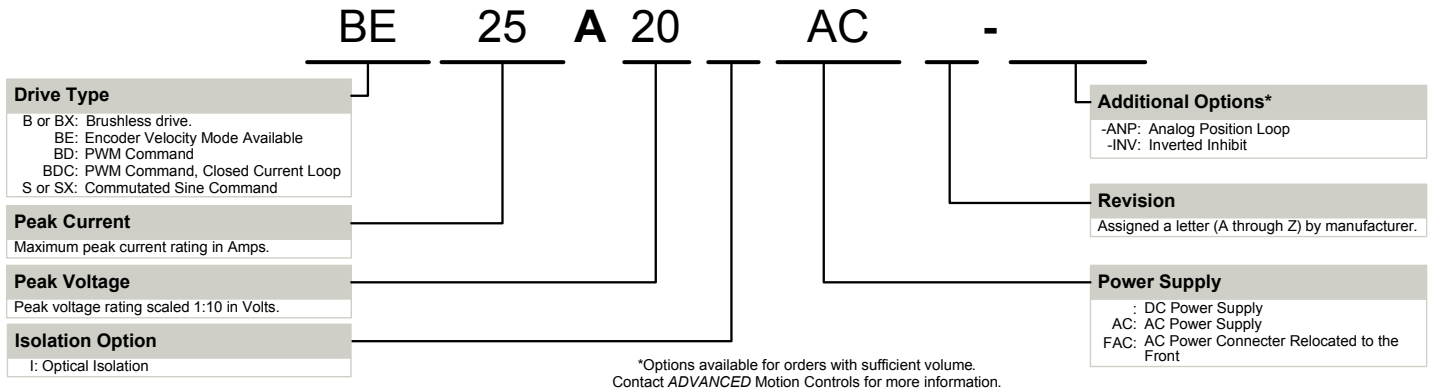 BE 25 A 20 AC -
Drive Type
B or BX: Brushless drive.
BE: Encoder Velocity Mode Available
BD: PWM Command
BDC: PWM Command, Closed Current Loop
S or SX: Commutated Sine Command
Peak Current
Maximum peak current rating in Amps.
Peak Voltage
Peak voltage rating scaled 1:10 in Volts.
Isolation Option
I: Optical Isolation
Additional Options*
-ANP: Analog Position Loop
-INV: Inverted Inhibit
Revision
Assigned a letter (A through Z) by manufacturer.
Power Supply
: DC Power Supply
AC: AC Power Supply
FAC: AC Power Connecter Relocated to the
Front
*Options available for orders with sufficient volume.
Contact ADVANCED Motion Controls for more information.